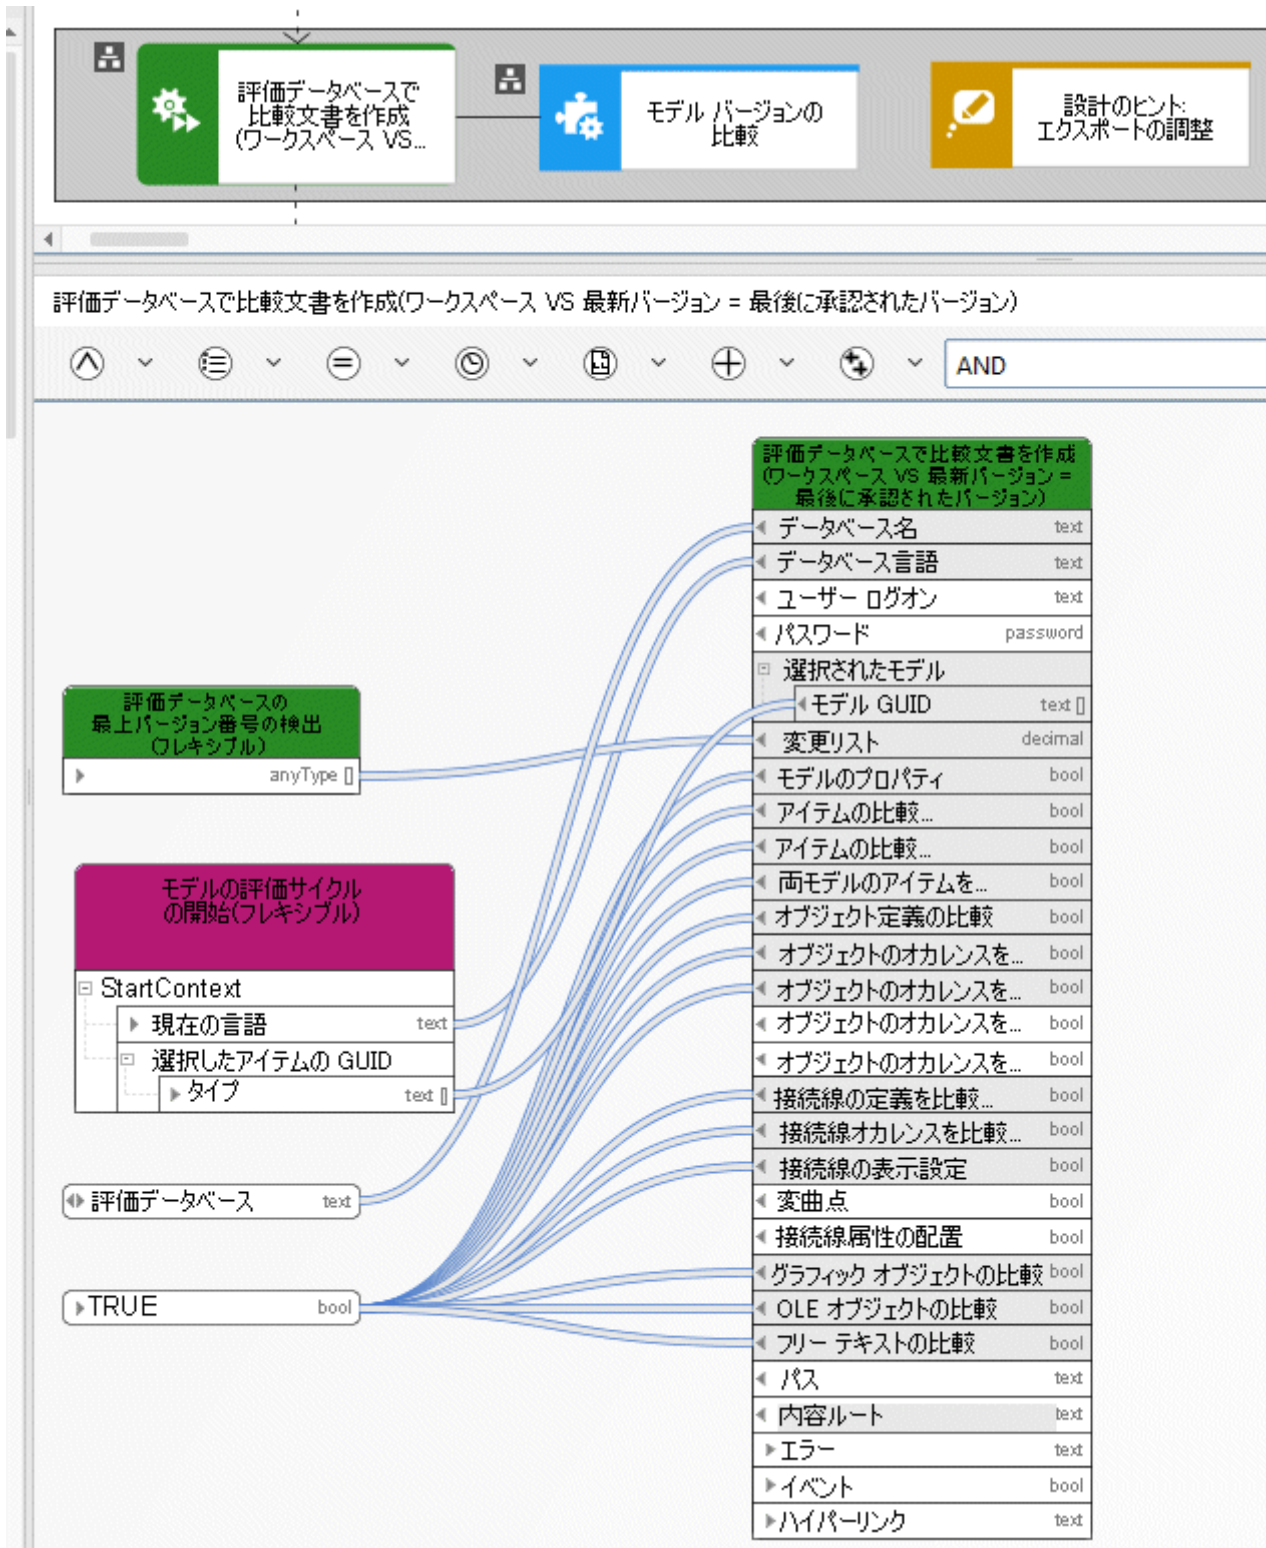 評価データベースで
比較文書を作成
(ワークスペース VS...
モデル バージョンの
比較
設計のヒント:
エクスポートの調整
評価データベースで比較文書を作成(ワークスペース VS 最新バージョン = 最後に承認されたバージョン)
AND
評価データベースで比較文書を作成
(ワークスペース VS 最新バージョン =
最後に承認されたバージョン)
データベース名 text
データベース言語 text
ユーザー ログオン text
パスワード password
選択されたモデル
モデル GUID text []
変更リスト decimal
モデルのプロパティ bool
アイテムの比較... bool
アイテムの比較... bool
両モデルのアイテムを... bool
オブジェクト定義の比較 bool
オブジェクトのオカレンスを... bool
オブジェクトのオカレンスを... bool
オブジェクトのオカレンスを... bool
オブジェクトのオカレンスを... bool
接続線の定義を比較... bool
接続線オカレンスを比較... bool
接続線の表示設定 bool
変曲点 bool
接続線属性の配置 bool
グラフィック オブジェクトの比較 bool
OLE オブジェクトの比較 bool
フリー テキストの比較 bool
パス text
内容ルート text
エラー text
イベント bool
ハイパーリンク text
評価データベースの
最上バージョン番号の検出
(フレキシブル)
anyType []
モデルの評価サイクル
の開始(フレキシブル)
StartContext
現在の言語 text
選択したアイテムの GUID
タイプ text []
評価データベース text
TRUE bool